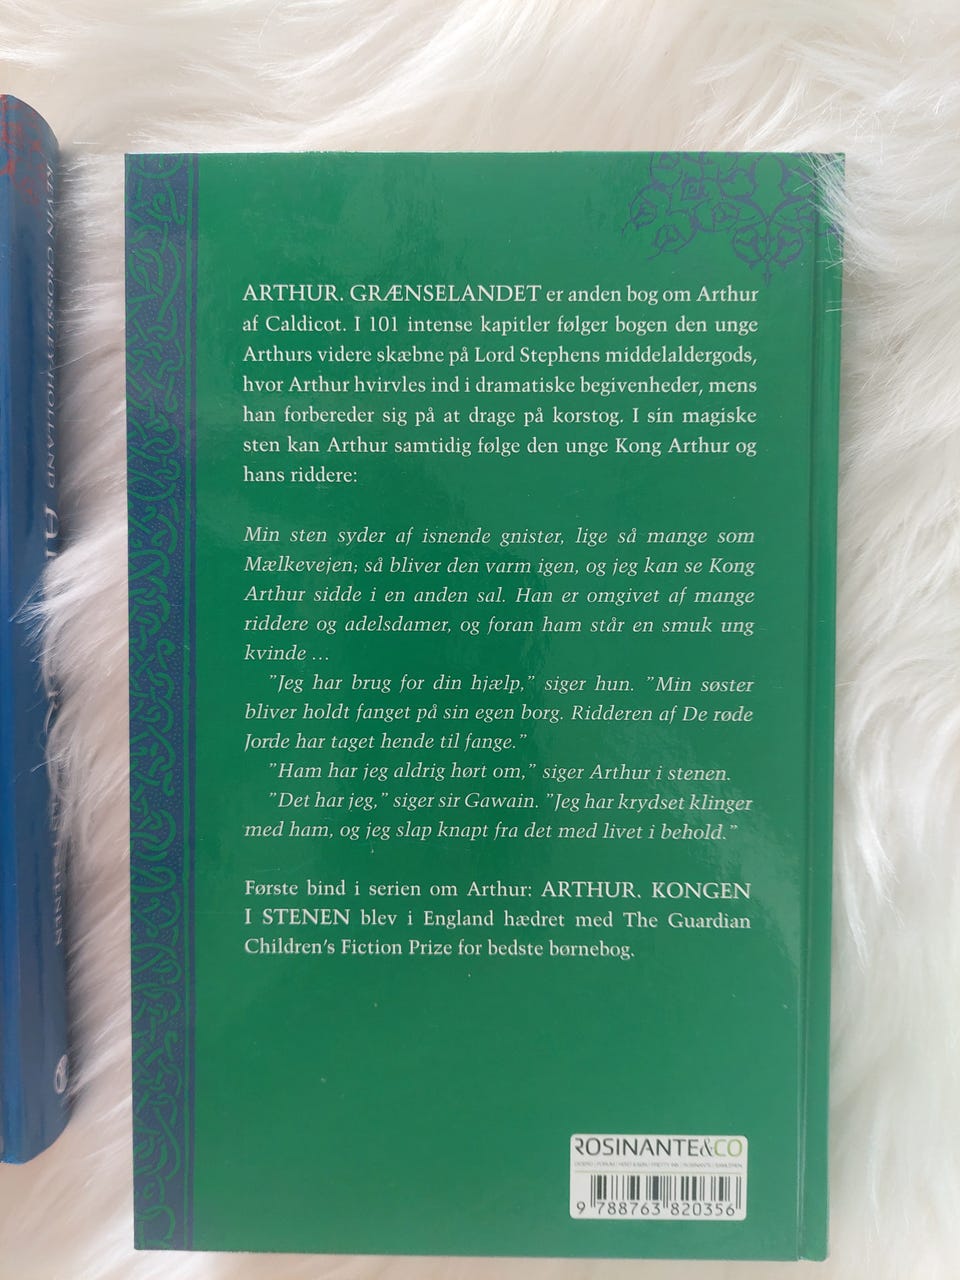 KEVIN CROSSLEY-HOLLAND
ARTHUR. GRÆNSELANDET er anden bog om Arthur
af Caldicot. I 101 intense kapitler følger bogen den unge
Arthurs videre skæbne på Lord Stephens middelaldergods,
hvor Arthur hvirvles ind i dramatiske begivenheder, mens
han forbereder sig på at drage på korstog. I sin magiske
sten kan Arthur samtidig følge den unge Kong Arthur og
hans riddere:
Min sten syder af isnende gnister, lige så mange som
Mælkevejen; så bliver den varm igen, og jeg kan se Kong
Arthur sidde i en anden sal. Han er omgivet af mange
riddere og adelsdamer, og foran ham står en smuk ung
kvinde ...
”Jeg har brug for din hjælp,” siger hun. ”Min søster
bliver holdt fanget på sin egen borg. Ridderen af De røde
Jorde har taget hende til fange.”
”Ham har jeg aldrig hørt om,” siger Arthur i stenen.
”Det har jeg,” siger sir Gawain. ”Jeg har krydset klinger
med ham, og jeg slap knapt fra det med livet i behold.”
Første bind i serien om Arthur: ARTHUR. KONGEN
I STENEN blev i England hædret med The Guardian
Children’s Fiction Prize for bedste børnebog.
ROSINANTE&CO
9 788763 820356